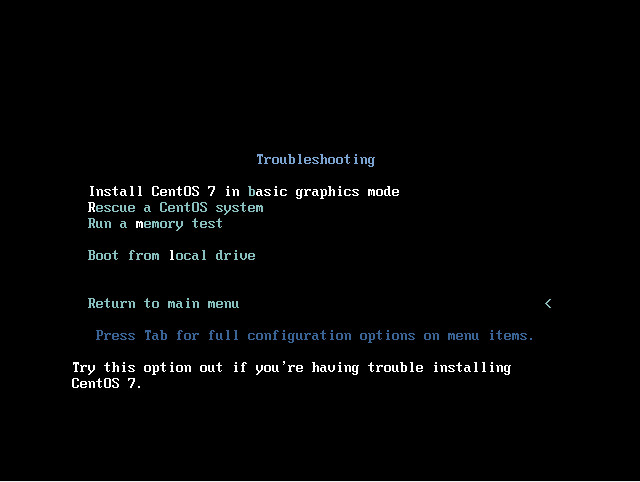 Troubleshooting
Install CentOS 7 in basic graphics mode
Rescue a CentOS system
Run a memory test
Boot from local drive
Return to main menu <
Press Tab for full configuration options on menu items.
Try this option out if you're having trouble installing
CentOS 7.